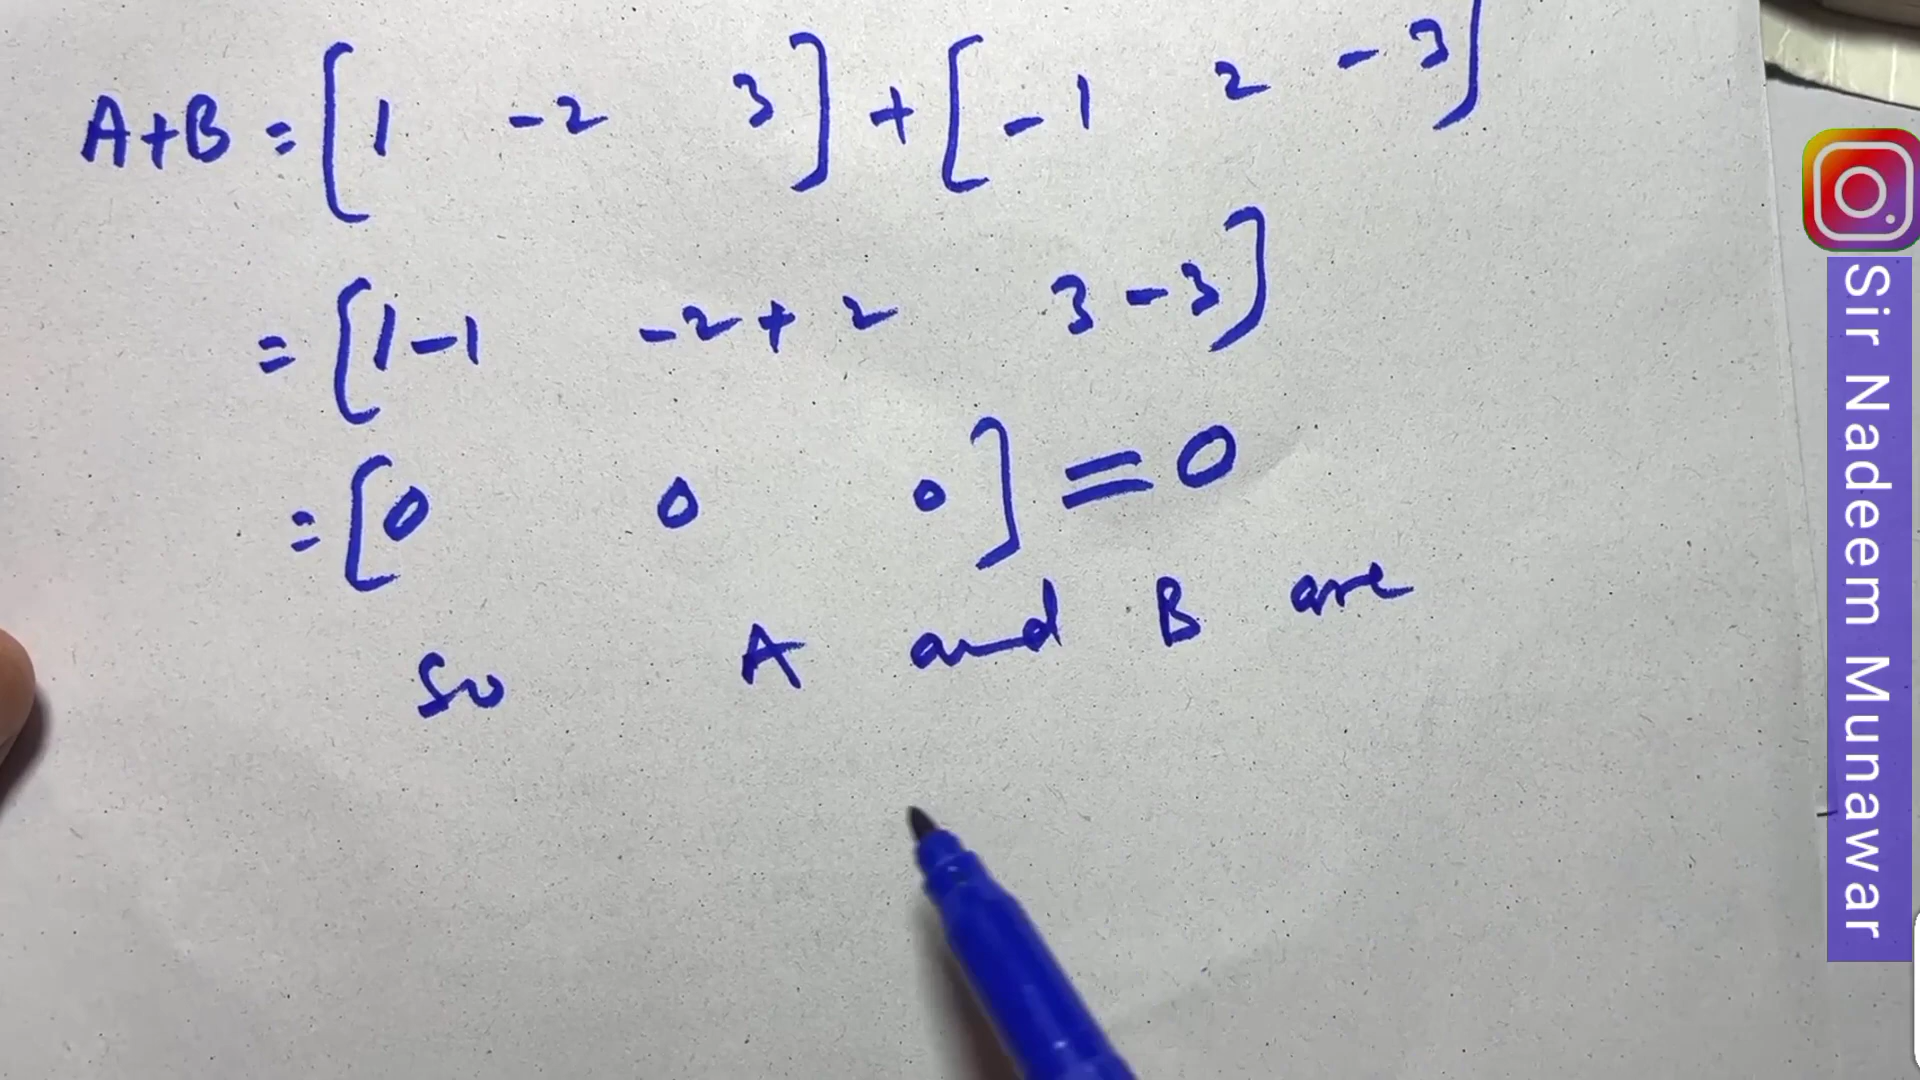 A+B = [1 -2 3] + [-1 2 -3]
= [1-1 -2+2 3-3]
= [0 0 0] = 0
So A and B are
Sir Nadeem Munawar